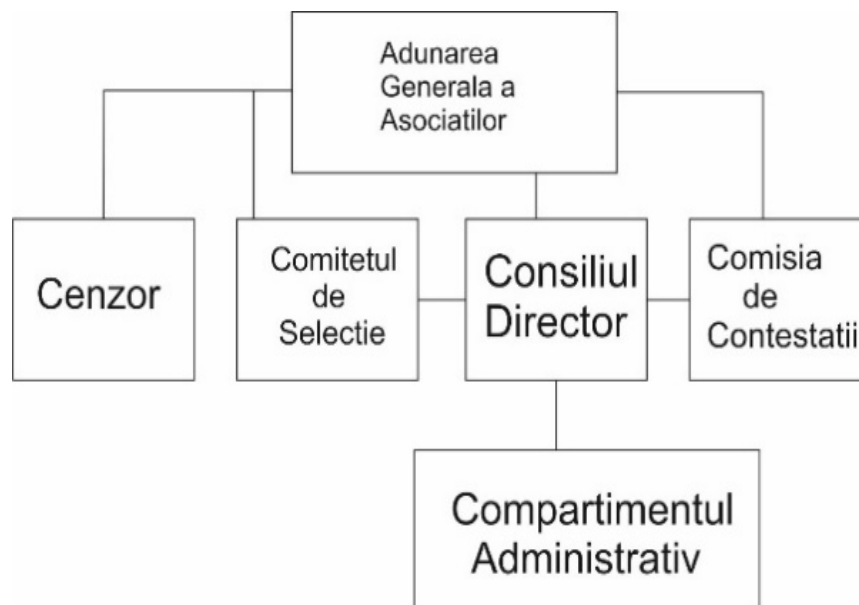 Adunarea
Generala a
Asociatilor
Cenzor
Comitetul
de
Selectie
Consiliul
Director
Comisia
de
Contestatii
Compartimentul
Administrativ